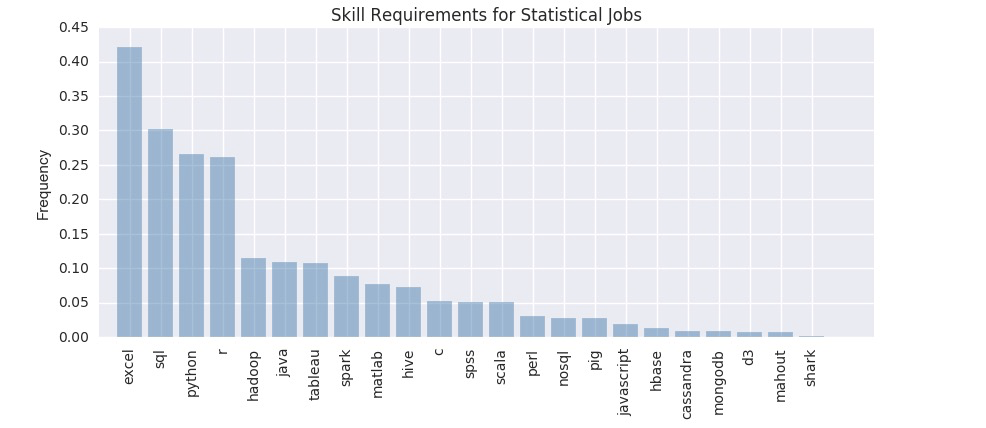 Skill Requirements for Statistical Jobs
Frequency
0.45
0.40
0.35
0.30
0.25
0.20
0.15
0.10
0.05
0.00
excel
sql
python
r
hadoop
java
tableau
spark
matlab
hive
c
spss
scala
perl
nosql
pig
javascript
hbase
cassandra
mongodb
d3
mahout
shark